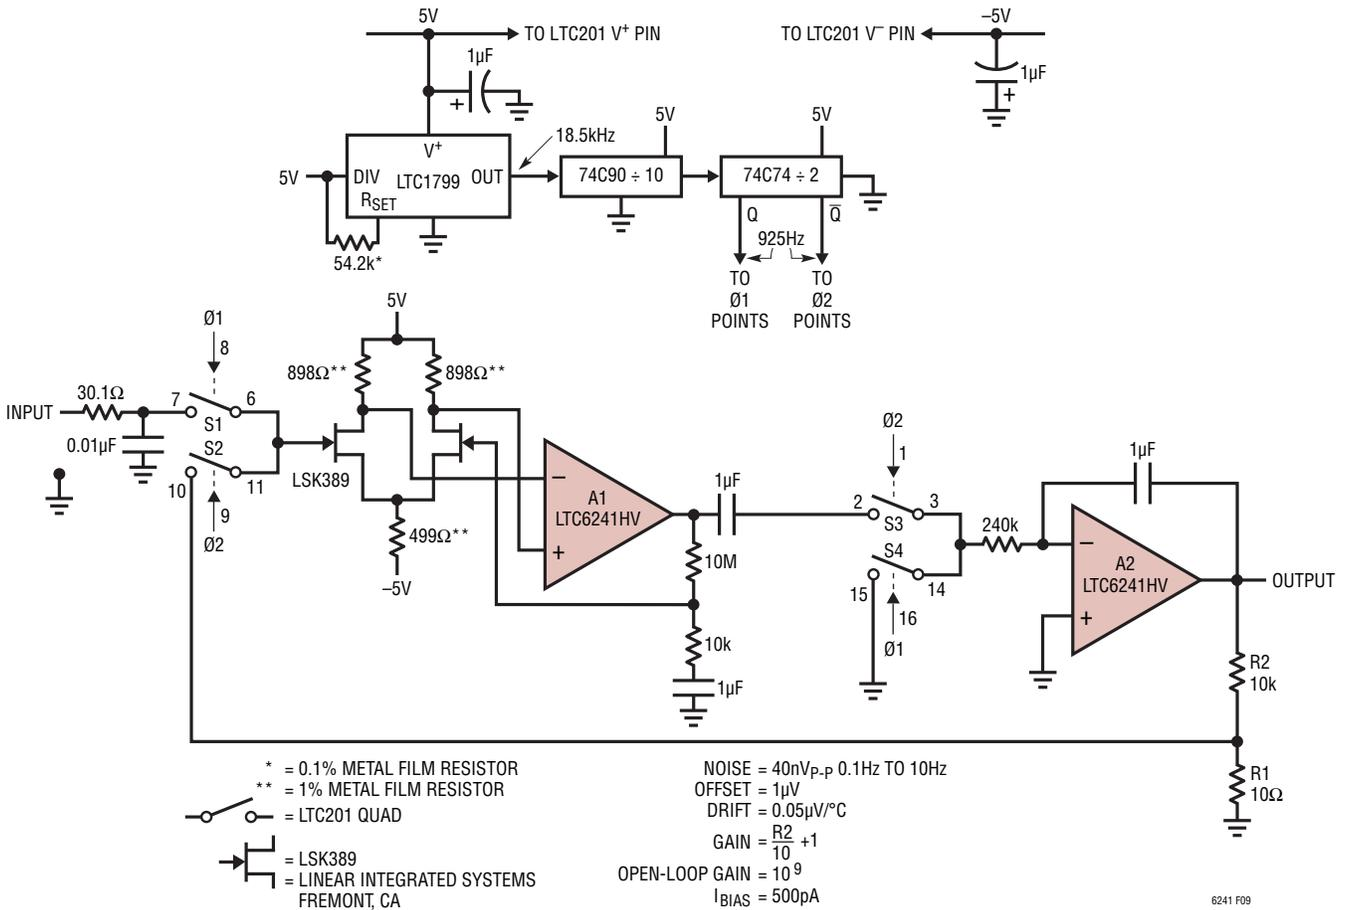 5V
TO LTC201 V+ PIN
1µF
+
TO LTC201 V– PIN
–5V
1µF
+
5V
DIV
V+
LTC1799
RSET
OUT
54.2k*
18.5kHz
5V
74C90 ÷ 10
5V
74C74 ÷ 2
Q
Q̅
925Hz
TO
Ø1
POINTS
TO
Ø2
POINTS
INPUT
30.1Ω
0.01µF
Ø1
8
7
6
S1
S2
10
11
9
Ø2
5V
898Ω**
898Ω**
LSK389
499Ω**
–5V
–
A1
LTC6241HV
+
1µF
10M
10k
1µF
Ø2
1
2
3
S3
S4
15
14
16
Ø1
240k
1µF
–
A2
LTC6241HV
+
OUTPUT
R2
10k
R1
10Ω
* = 0.1% METAL FILM RESISTOR
** = 1% METAL FILM RESISTOR
= LTC201 QUAD
= LSK389
= LINEAR INTEGRATED SYSTEMS
FREMONT, CA
NOISE = 40nVP-P 0.1Hz TO 10Hz
OFFSET = 1µV
DRIFT = 0.05µV/°C
GAIN = R2/10 +1
OPEN-LOOP GAIN = 10⁹
IBIAS = 500pA
6241 F09